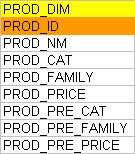 PROD_DIM
PROD_ID
PROD_NM
PROD_CAT
PROD_FAMILY
PROD_PRICE
PROD_PRE_CAT
PROD_PRE_FAMILY
PROD_PRE_PRICE